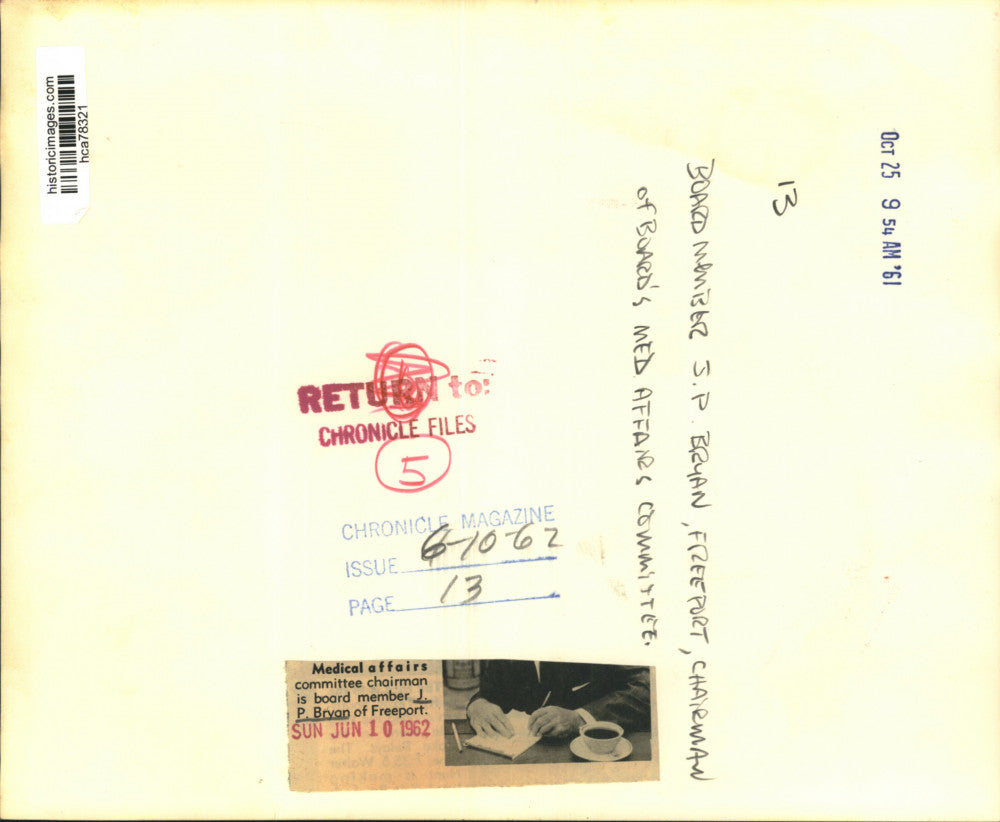 historicimages.com
hca78321
OCT 25 9 54 AM '61
13
BOARD MEMBER J.P. BRYAN, FREEPORT, CHAIRMAN
of BOARD'S MED. AFFAIRS COMMITTEE.
RETURN to:
CHRONICLE FILES
5
CHRONICLE MAGAZINE
ISSUE 6-10-62
PAGE 13
Medical affairs
committee chairman
is board member J.
P. Bryan of Freeport.
SUN JUN 10 1962